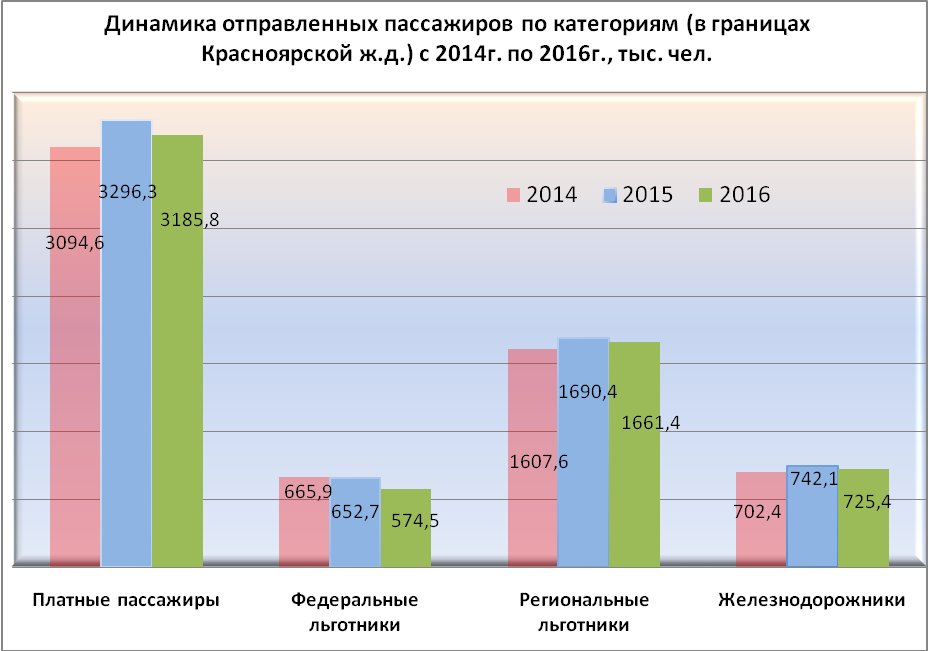 Динамика отправленных пассажиров по категориям (в границах
Красноярской ж.д.) с 2014г. по 2016г., тыс. чел.
2014 2015 2016
3094,6 3296,3 3185,8
665,9 652,7 574,5
1607,6 1690,4 1661,4
702,4 742,1 725,4
Платные пассажиры
Федеральные
льготники
Региональные
льготники
Железнодорожники